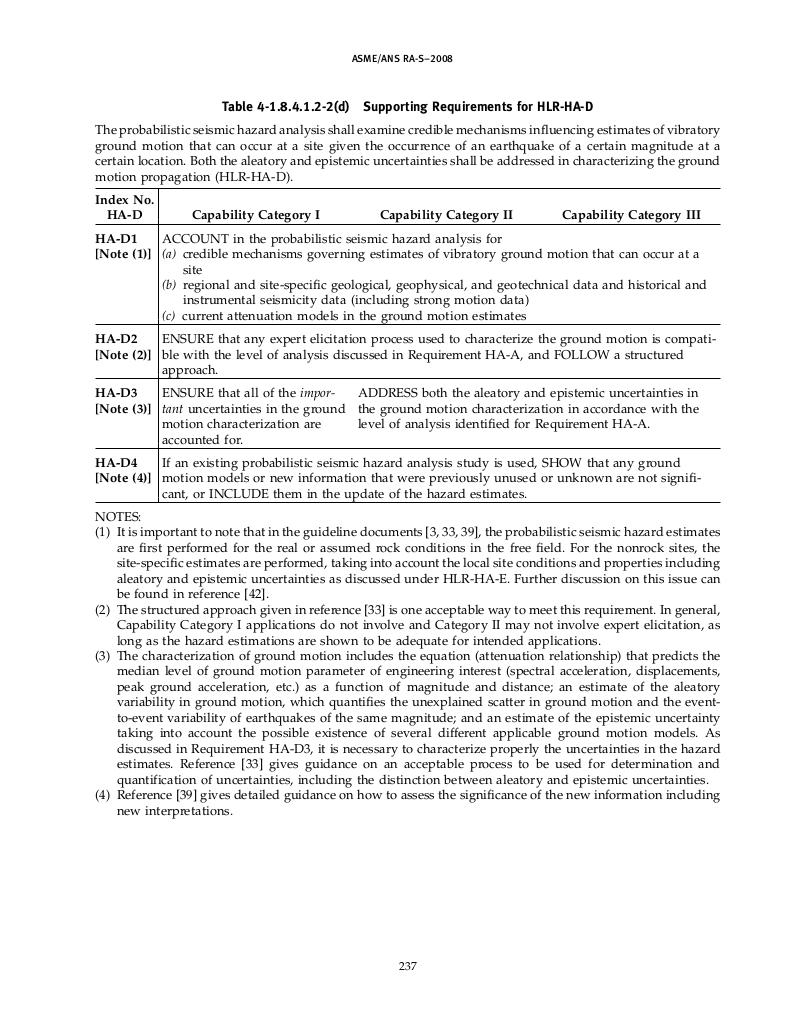 ASME/ANS RA-S–2008
Table 4-1.8.4.1.2-2(d) Supporting Requirements for HLR-HA-D
The probabilistic seismic hazard analysis shall examine credible mechanisms influencing estimates of vibratory
ground motion that can occur at a site given the occurrence of an earthquake of a certain magnitude at a
certain location. Both the aleatory and epistemic uncertainties shall be addressed in characterizing the ground
motion propagation (HLR-HA-D).
Index No.
HA-D Capability Category I Capability Category II Capability Category III
HA-D1 ACCOUNT in the probabilistic seismic hazard analysis for
[Note (1)] (a) credible mechanisms governing estimates of vibratory ground motion that can occur at a
site
(b) regional and site-specific geological, geophysical, and geotechnical data and historical and
instrumental seismicity data (including strong motion data)
(c) current attenuation models in the ground motion estimates
HA-D2 ENSURE that any expert elicitation process used to characterize the ground motion is compati-
[Note (2)] ble with the level of analysis discussed in Requirement HA-A, and FOLLOW a structured
approach.
HA-D3 ENSURE that all of the impor- ADDRESS both the aleatory and epistemic uncertainties in
[Note (3)] tant uncertainties in the ground the ground motion characterization in accordance with the
motion characterization are level of analysis identified for Requirement HA-A.
accounted for.
HA-D4 If an existing probabilistic seismic hazard analysis study is used, SHOW that any ground
[Note (4)] motion models or new information that were previously unused or unknown are not signifi-
cant, or INCLUDE them in the update of the hazard estimates.
NOTES:
(1) It is important to note that in the guideline documents [3, 33, 39], the probabilistic seismic hazard estimates
are first performed for the real or assumed rock conditions in the free field. For the nonrock sites, the
site-specific estimates are performed, taking into account the local site conditions and properties including
aleatory and epistemic uncertainties as discussed under HLR-HA-E. Further discussion on this issue can
be found in reference [42].
(2) The structured approach given in reference [33] is one acceptable way to meet this requirement. In general,
Capability Category I applications do not involve and Category II may not involve expert elicitation, as
long as the hazard estimations are shown to be adequate for intended applications.
(3) The characterization of ground motion includes the equation (attenuation relationship) that predicts the
median level of ground motion parameter of engineering interest (spectral acceleration, displacements,
peak ground acceleration, etc.) as a function of magnitude and distance; an estimate of the aleatory
variability in ground motion, which quantifies the unexplained scatter in ground motion and the event-
to-event variability of earthquakes of the same magnitude; and an estimate of the epistemic uncertainty
taking into account the possible existence of several different applicable ground motion models. As
discussed in Requirement HA-D3, it is necessary to characterize properly the uncertainties in the hazard
estimates. Reference [33] gives guidance on an acceptable process to be used for determination and
quantification of uncertainties, including the distinction between aleatory and epistemic uncertainties.
(4) Reference [39] gives detailed guidance on how to assess the significance of the new information including
new interpretations.
237